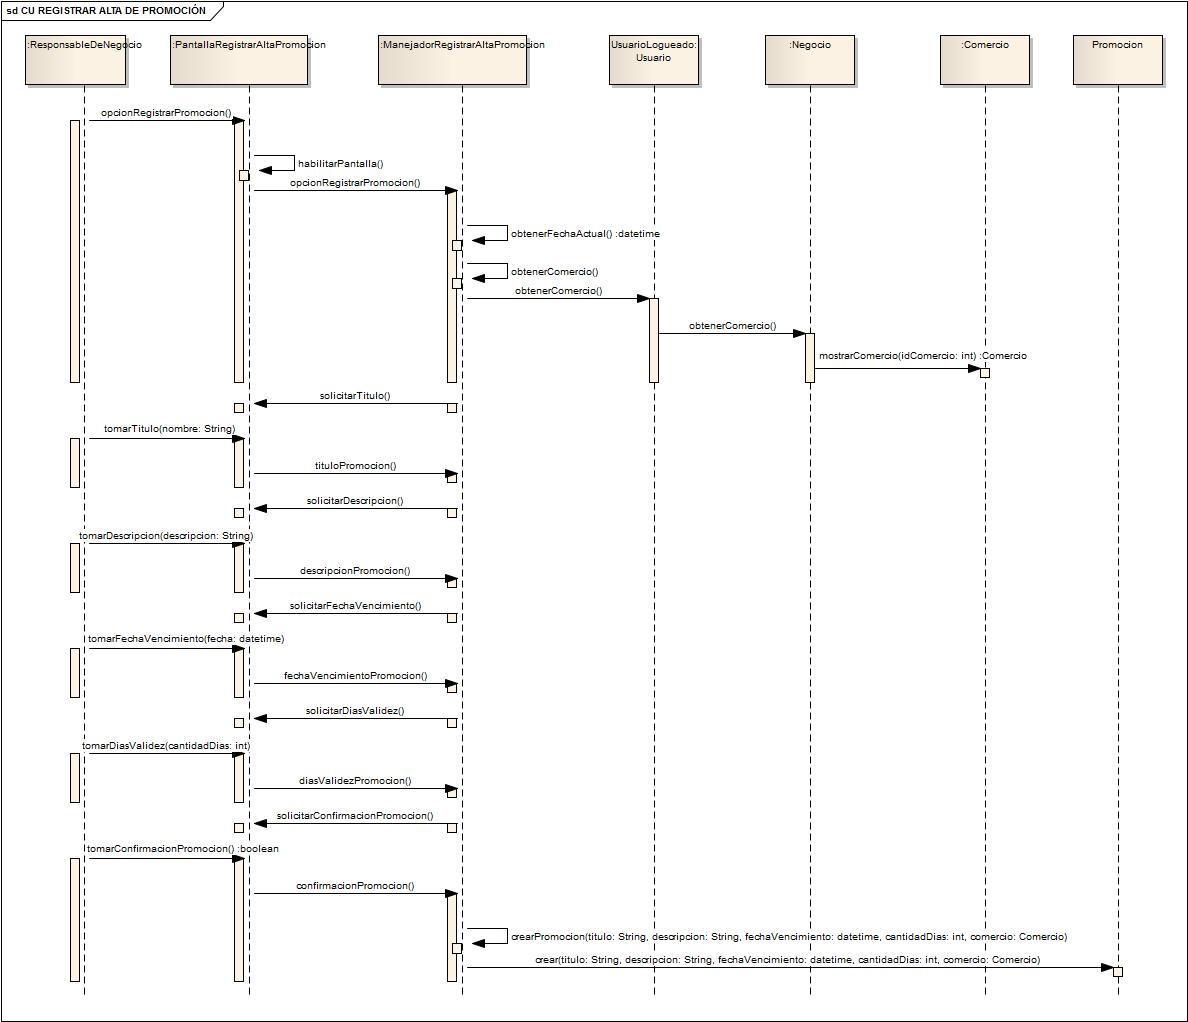 sd CU REGISTRAR ALTA DE PROMOCIÓN
:ResponsableDeNegocio
:PantallaRegistrarAltaPromocion
:ManejadorRegistrarAltaPromocion
UsuarioLogueado:
Usuario
:Negocio
:Comercio
Promocion
opcionRegistrarPromocion()
habilitarPantalla()
opcionRegistrarPromocion()
obtenerFechaActual() :datetime
obtenerComercio()
obtenerComercio()
obtenerComercio()
mostrarComercio(idComercio: int) :Comercio
solicitarTitulo()
tomarTitulo(nombre: String)
tituloPromocion()
solicitarDescripcion()
tomarDescripcion(descripcion: String)
descripcionPromocion()
solicitarFechaVencimiento()
tomarFechaVencimiento(fecha: datetime)
fechaVencimientoPromocion()
solicitarDiasValidez()
tomarDiasValidez(cantidadDias: int)
diasValidezPromocion()
solicitarConfirmacionPromocion()
tomarConfirmacionPromocion() :boolean
confirmacionPromocion()
crearPromocion(titulo: String, descripcion: String, fechaVencimiento: datetime, cantidadDias: int, comercio: Comercio)
crear(titulo: String, descripcion: String, fechaVencimiento: datetime, cantidadDias: int, comercio: Comercio)